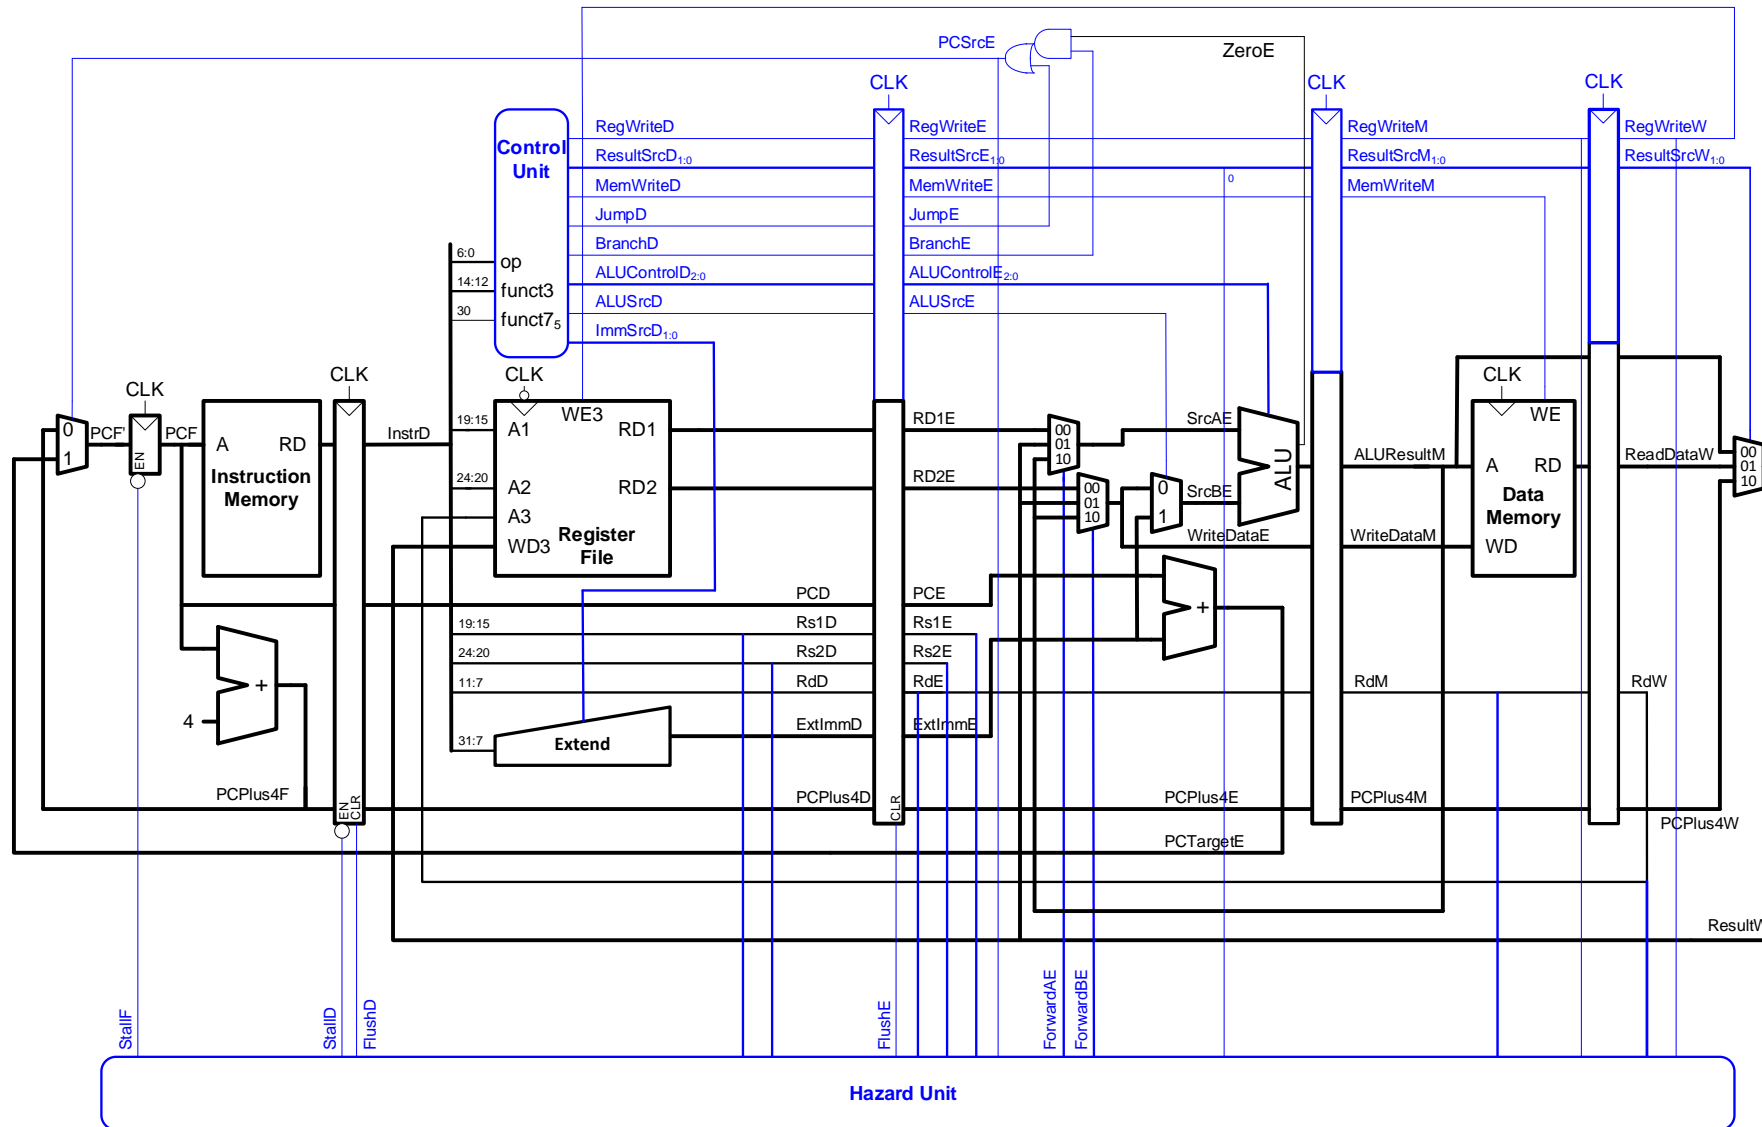 PCSrcE
ZeroE
CLK
CLK
CLK
Control
Unit
RegWriteD
ResultSrcD1:0
MemWriteD
JumpD
BranchD
ALUControlD2:0
ALUSrcD
ImmSrcD1:0
RegWriteE
ResultSrcE1:0
MemWriteE
JumpE
BranchE
ALUControlE2:0
ALUSrcE
0
RegWriteM
ResultSrcM1:0
MemWriteM
RegWriteW
ResultSrcW1:0
6:0
op
14:12
funct3
30
funct75
CLK
CLK
CLK
CLK
0
1
PCF'
EN
PCF
A
RD
Instruction
Memory
InstrD
19:15
A1
WE3
RD1
24:20
A2
RD2
A3
WD3
Register
File
RD1E
RD2E
00
01
10
00
01
10
0
1
SrcAE
SrcBE
ALU
WriteDataE
ALUResultM
WriteDataM
A
RD
WE
WD
Data
Memory
ReadDataW
00
01
10
PCD
PCE
19:15
Rs1D
Rs1E
24:20
Rs2D
Rs2E
11:7
RdD
RdE
RdM
RdW
+
+
4
31:7
Extend
ExtImmD
ExtImmE
PCPlus4F
EN
CLR
PCPlus4D
CLR
PCPlus4E
PCPlus4M
PCPlus4W
PCTargetE
ResultW
StallF
StallD
FlushD
FlushE
ForwardAE
ForwardBE
Hazard Unit